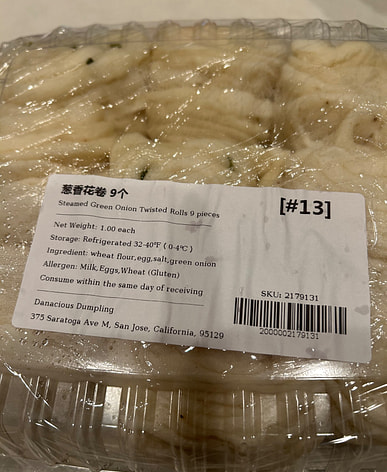 葱香花卷 9个
Steamed Green Onion Twisted Rolls 9 pieces
[#13]
Net Weight: 1.00 each
Storage: Refrigerated 32-40°F ( 0-4℃ )
Ingredient: wheat flour,egg,salt,green onion
Allergen: Milk,Eggs,Wheat (Gluten)
Consume within the same day of receiving
SKU: 2179131
2000002179131
Danacious Dumpling
375 Saratoga Ave M, San Jose, California, 95129